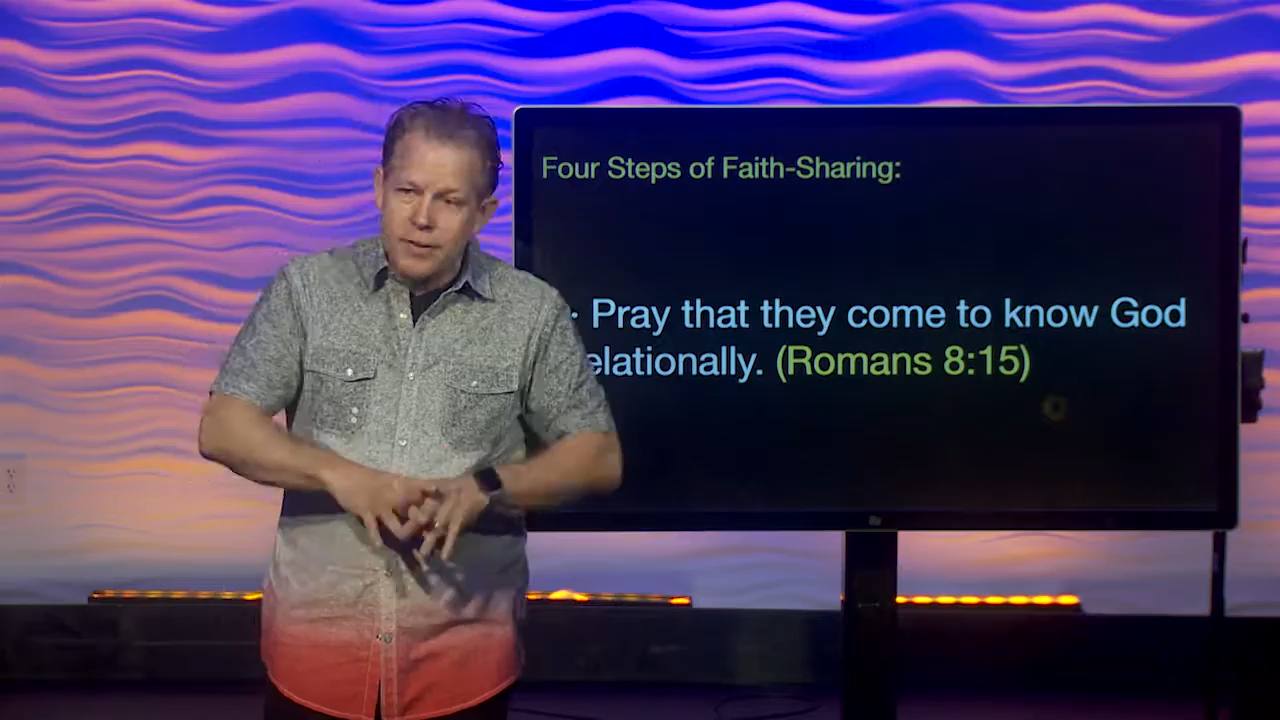 Four Steps of Faith-Sharing:
· Pray that they come to know God
elationally. (Romans 8:15)